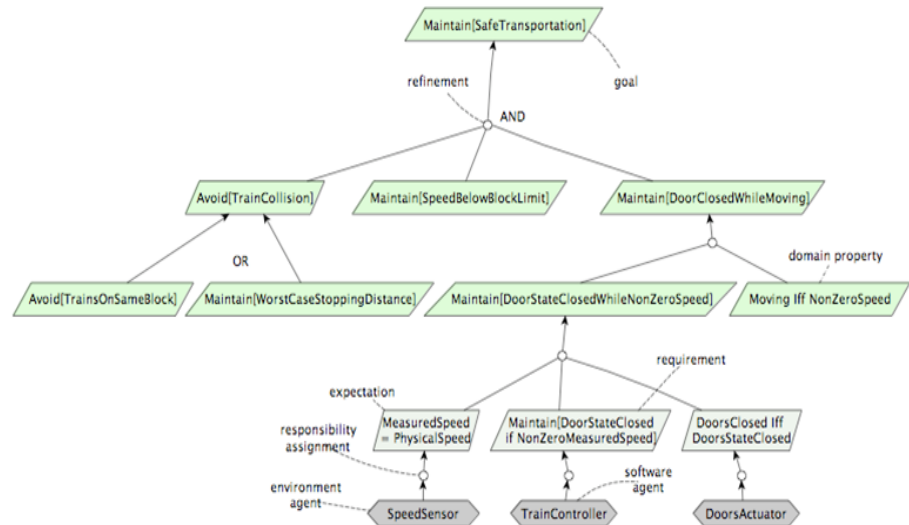 Maintain[SafeTransportation]
refinement
goal
AND
Avoid[TrainCollision]
Maintain[SpeedBelowBlockLimit]
Maintain[DoorClosedWhileMoving]
OR
domain property
Avoid[TrainsOnSameBlock]
Maintain[WorstCaseStoppingDistance]
Maintain[DoorStateClosedWhileNonZeroSpeed]
Moving Iff NonZeroSpeed
requirement
expectation
MeasuredSpeed
= PhysicalSpeed
Maintain[DoorStateClosed
if NonZeroMeasuredSpeed]
DoorsClosed Iff
DoorsStateClosed
responsibility
assignment
environment
agent
software
agent
SpeedSensor
TrainController
DoorsActuator